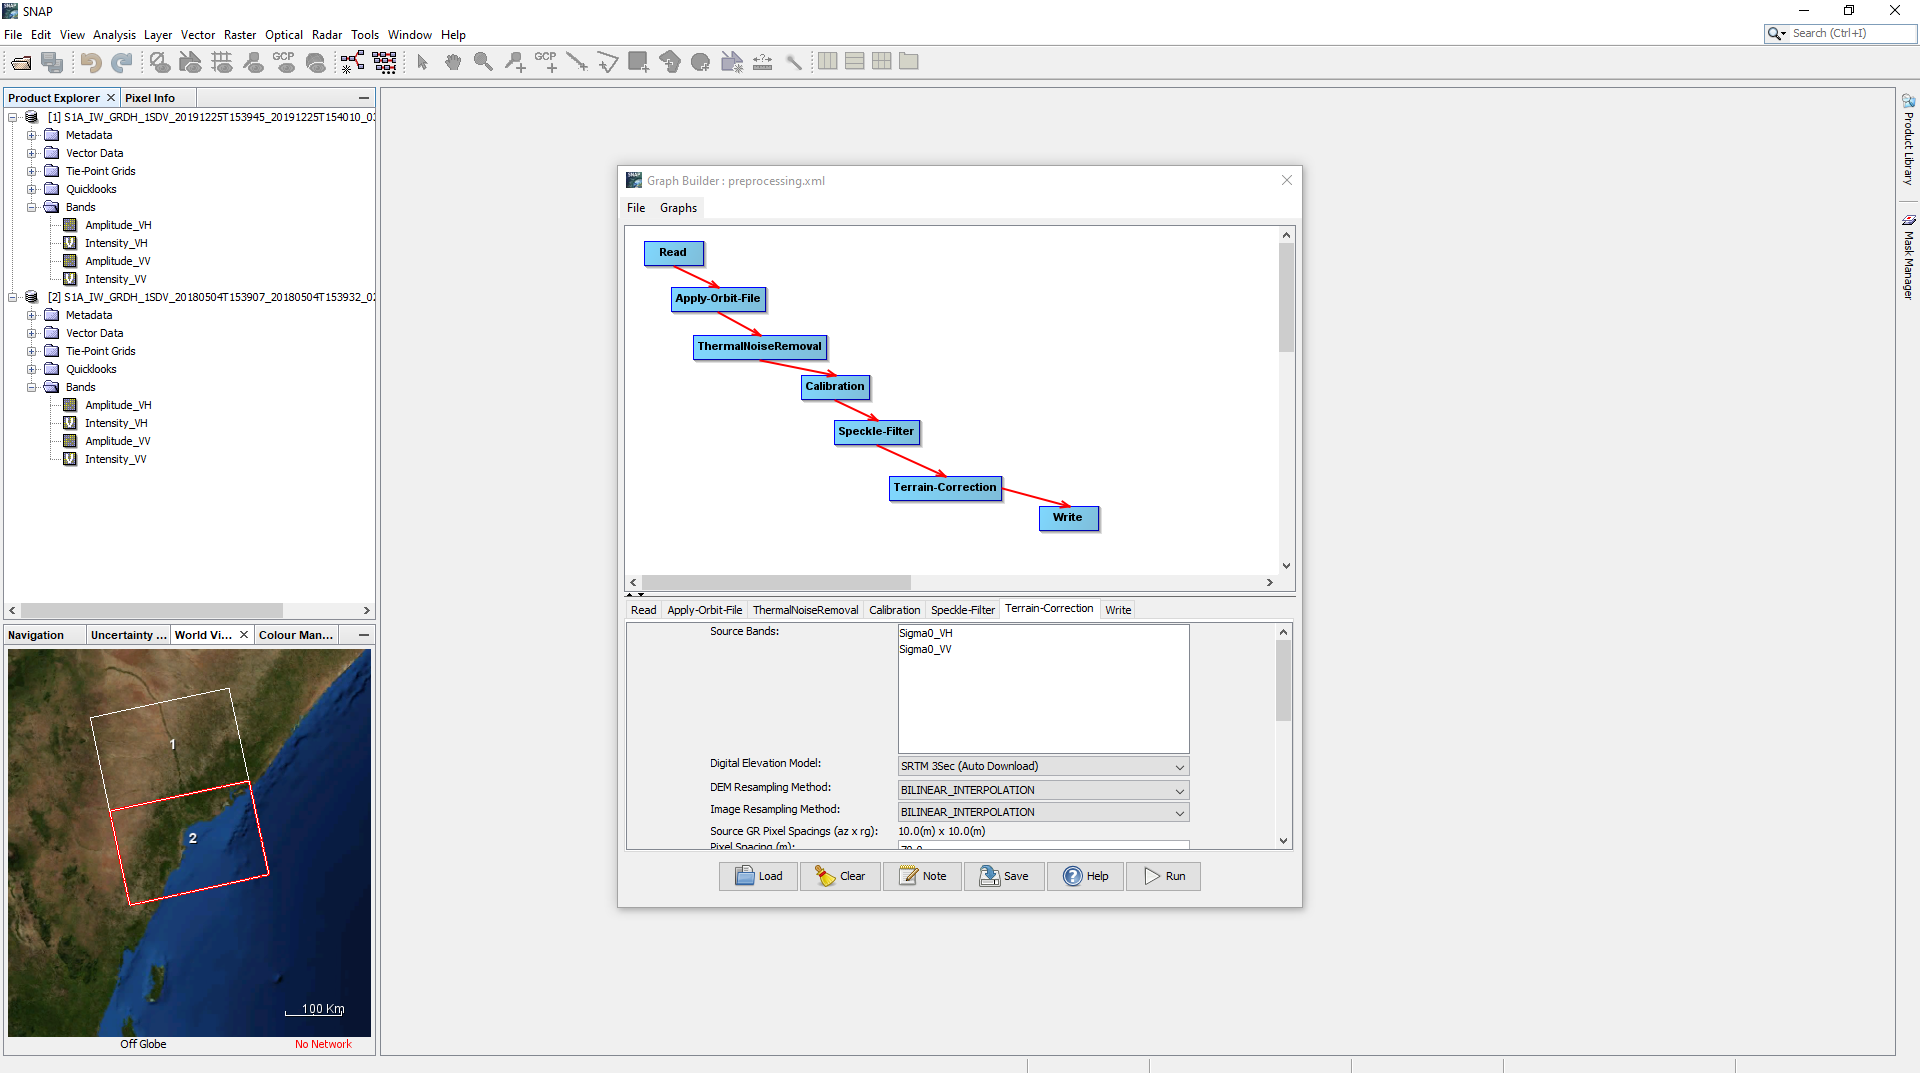 SNAP
File Edit View Analysis Layer Vector Raster Optical Radar Tools Window Help
Search (Ctrl+I)
GCP
GCP
Product Explorer
Pixel Info
[1] S1A_IW_GRDH_1SDV_20191225T153945_20191225T154010_0
Metadata
Vector Data
Tie-Point Grids
Quicklooks
Bands
Amplitude_VH
Intensity_VH
Amplitude_VV
Intensity_VV
[2] S1A_IW_GRDH_1SDV_20180504T153907_20180504T153932_0
Metadata
Vector Data
Tie-Point Grids
Quicklooks
Bands
Amplitude_VH
Intensity_VH
Amplitude_VV
Intensity_VV
Navigation
Uncertainty ...
World Vi...
Colour Man...
1
2
100 Km
Off Globe
No Network
Graph Builder : preprocessing.xml
File Graphs
Read
Apply-Orbit-File
ThermalNoiseRemoval
Calibration
Speckle-Filter
Terrain-Correction
Write
Read Apply-Orbit-File ThermalNoiseRemoval Calibration Speckle-Filter Terrain-Correction Write
Source Bands:
Sigma0_VH
Sigma0_VV
Digital Elevation Model: SRTM 3Sec (Auto Download)
DEM Resampling Method: BILINEAR_INTERPOLATION
Image Resampling Method: BILINEAR_INTERPOLATION
Source GR Pixel Spacings (az x rg): 10.0(m) x 10.0(m)
Pixel Spacing (m):
Load Clear Note Save Help Run
Product Library
Mask Manager